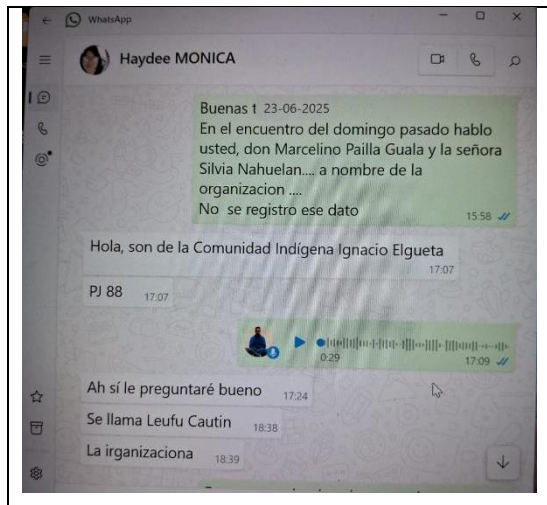 WhatsApp
Haydee MONICA
Buenas t 23-06-2025
En el encuentro del domingo pasado hablo
usted, don Marcelino Pailla Guala y la señora
Silvia Nahuelan.... a nombre de la
organizacion ....
No se registro ese dato
15:58
Hola, son de la Comunidad Indígena Ignacio Elgueta
17:07
PJ 88 17:07
0:29 17:09
Ah sí le preguntaré bueno 17:24
Se llama Leufu Cautin 18:38
La irganizaciona 18:39